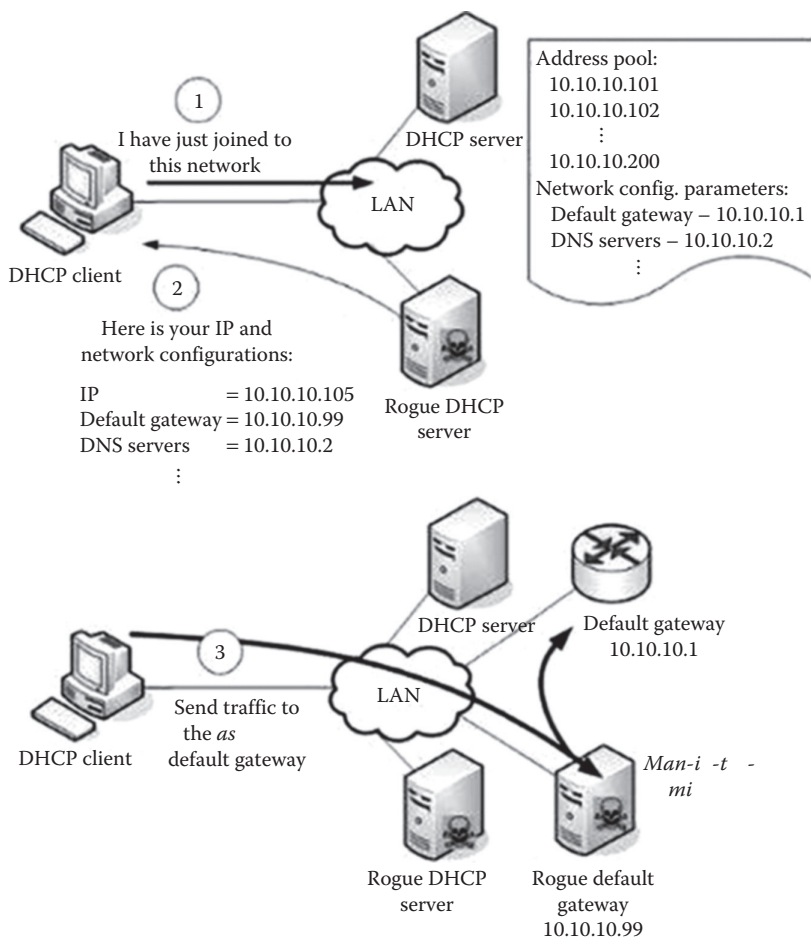 1
I have just joined to
this network
DHCP server
Address pool:
10.10.10.101
10.10.10.102
⋮
10.10.10.200
Network config. parameters:
Default gateway – 10.10.10.1
DNS servers – 10.10.10.2
⋮
LAN
DHCP client
2
Here is your IP and
network configurations:
IP = 10.10.10.105
Default gateway = 10.10.10.99
DNS servers = 10.10.10.2
⋮
Rogue DHCP
server
DHCP server
Default gateway
10.10.10.1
3
LAN
Send traffic to
the as
default gateway
DHCP client
Man-i -t -
mi
Rogue DHCP
server
Rogue default
gateway
10.10.10.99